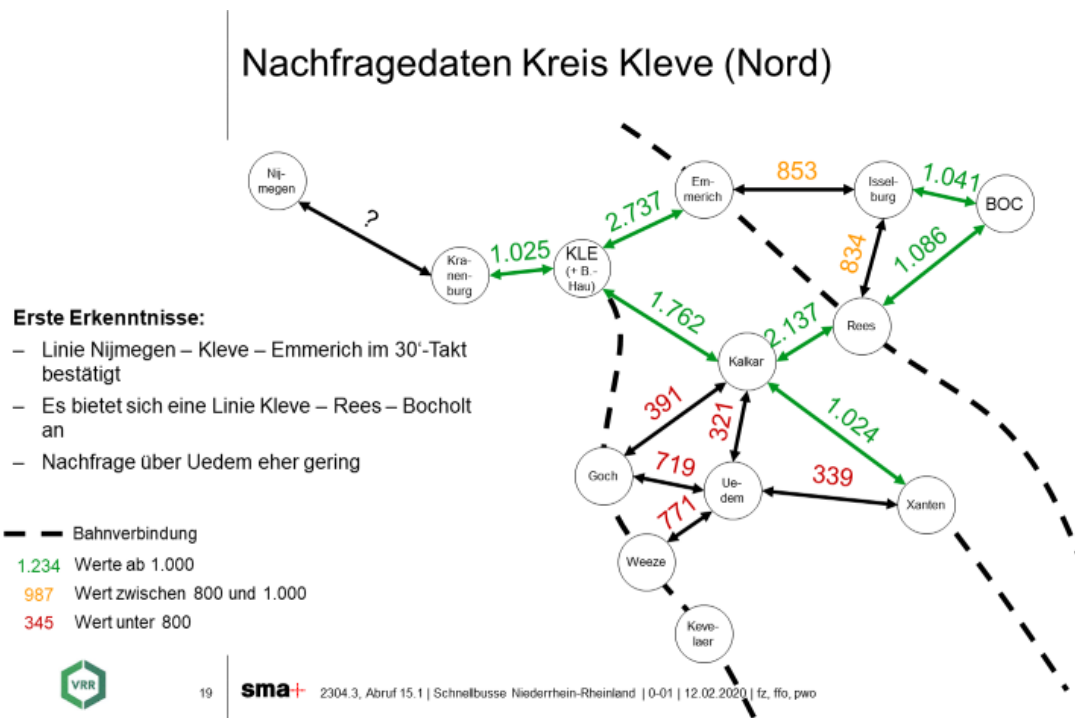 Nachfragedaten Kreis Kleve (Nord)
Nij-
megen
?
Kra-
nen-
burg
1.025
KLE
(+ B.-
Hau)
2.737
Em-
merich
853
Issel-
burg
1.041
BOC
834
1.086
Rees
1.762
2.137
Kalkar
391
321
1.024
Goch
719
Ue-
dem
339
Xanten
771
Weeze
Keve-
laer
Erste Erkenntnisse:
– Linie Nijmegen – Kleve – Emmerich im 30‘-Takt
bestätigt
– Es bietet sich eine Linie Kleve – Rees – Bocholt
an
– Nachfrage über Uedem eher gering
Bahnverbindung
1.234 Werte ab 1.000
987 Wert zwischen 800 und 1.000
345 Wert unter 800
VRR
19
sma+ 2304.3, Abruf 15.1 | Schnellbusse Niederrhein-Rheinland | 0-01 | 12.02.2020 | fz, ffo, pwo